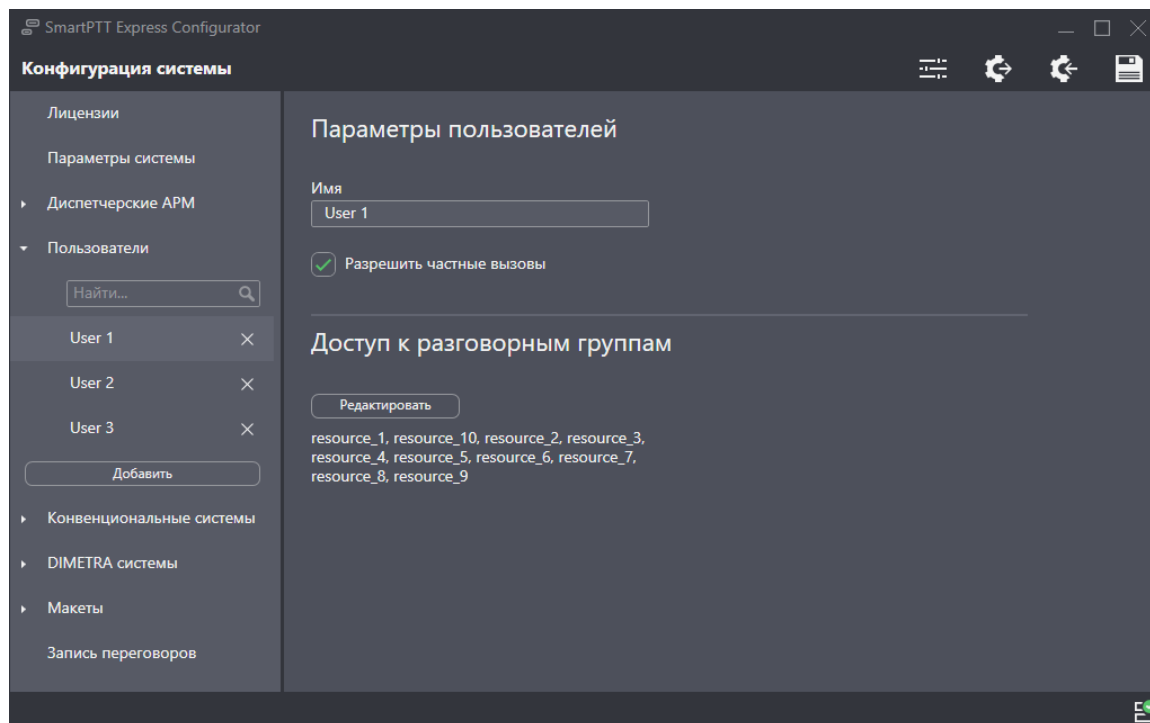 SmartPTT Express Configurator
Конфигурация системы
Лицензии
Параметры системы
Диспетчерские АРМ
Пользователи
Найти...
User 1
User 2
User 3
Добавить
Конвенциональные системы
DIMETRA системы
Макеты
Запись переговоров
Параметры пользователей
Имя
User 1
Разрешить частные вызовы
Доступ к разговорным группам
Редактировать
resource_1, resource_10, resource_2, resource_3,
resource_4, resource_5, resource_6, resource_7,
resource_8, resource_9